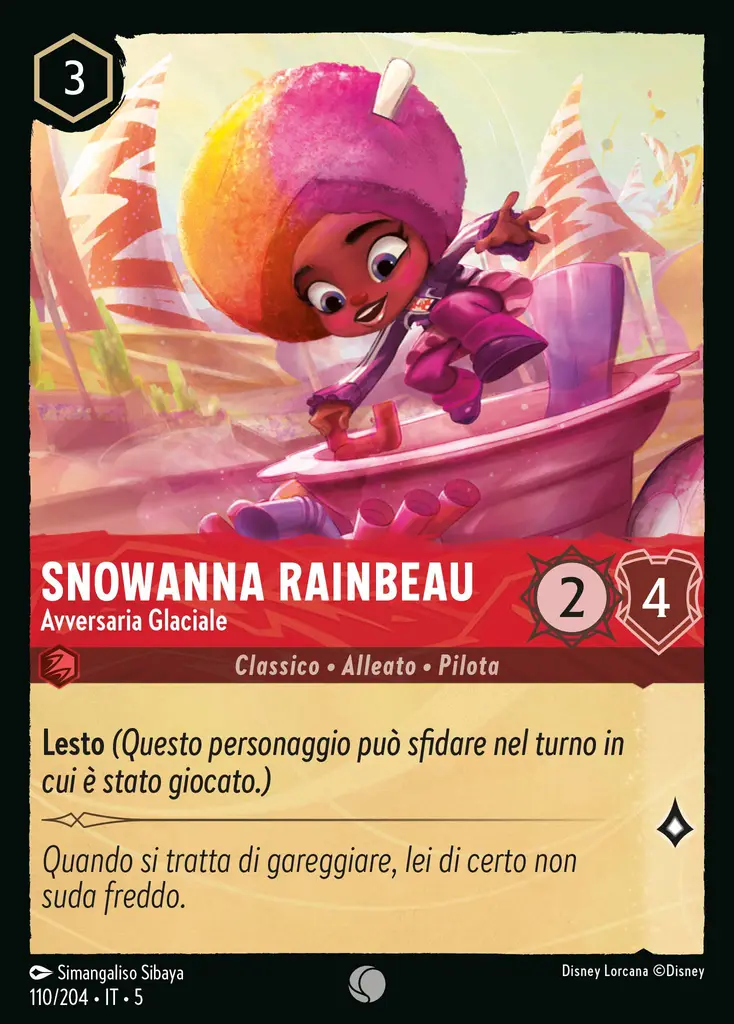 3
SNOWANNA RAINBEAU
Avversaria Glaciale
2
4
Classico • Alleato • Pilota
Lesto (Questo personaggio può sfidare nel turno in
cui è stato giocato.)
Quando si tratta di gareggiare, lei di certo non
suda freddo.
Simangaliso Sibaya
Disney Lorcana ©Disney
110/204 • IT • 5